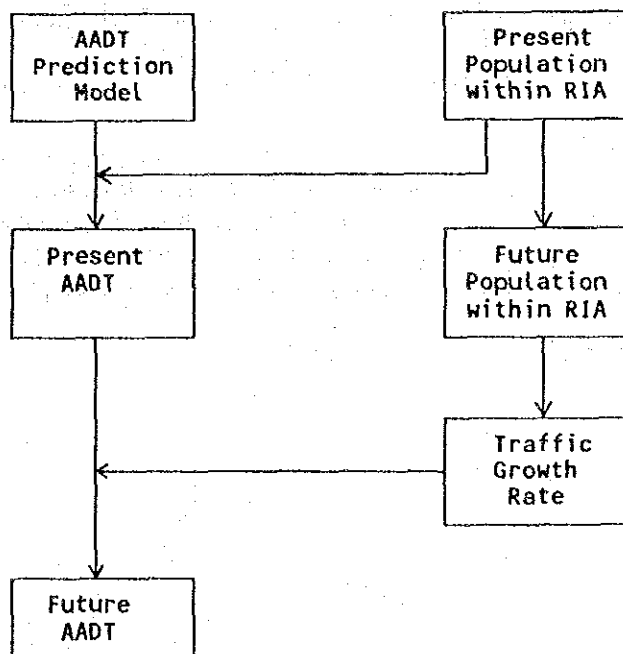 AADT
Prediction
Model
Present
Population
within RIA
Present
AADT
Future
Population
within RIA
Traffic
Growth
Rate
Future
AADT